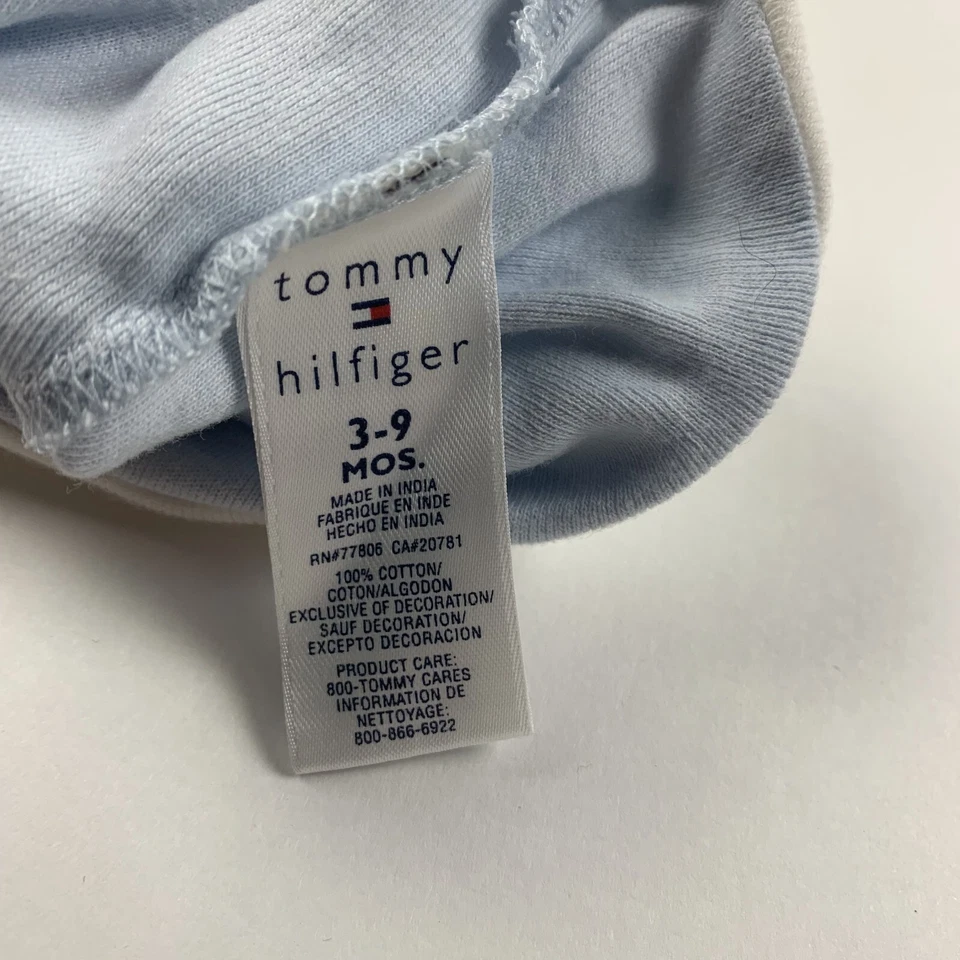 tommy
hilfiger
3-9
MOS.
MADE IN INDIA
FABRIQUE EN INDE
HECHO EN INDIA
RN#77806 CA#20781
100% COTTON/
COTON/ALGODON
EXCLUSIVE OF DECORATION/
SAUF DECORATION/
EXCEPTO DECORACION
PRODUCT CARE:
800-TOMMY CARES
INFORMATION DE
NETTOYAGE:
800-866-6922